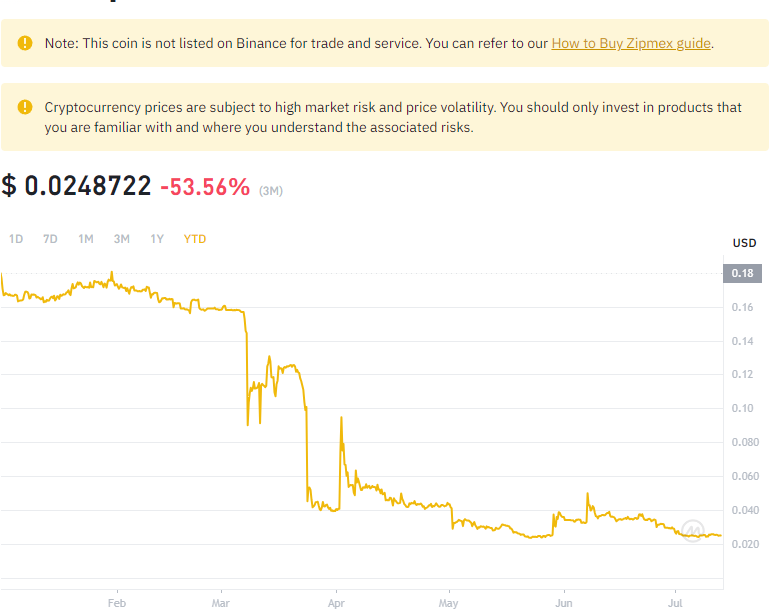 Note: This coin is not listed on Binance for trade and service. You can refer to our How to Buy Zipmex guide.
Cryptocurrency prices are subject to high market risk and price volatility. You should only invest in products that
you are familiar with and where you understand the associated risks.
$ 0.0248722 -53.56% (3M)
1D 7D 1M 3M 1Y YTD
USD
0.18
0.16
0.14
0.12
0.10
0.080
0.060
0.040
0.020
Feb Mar Apr May Jun Jul